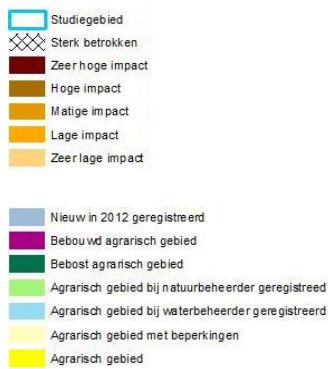 Studiegebied
Sterk betrokken
Zeer hoge impact
Hoge impact
Matige impact
Lage impact
Zeer lage impact
Nieuw in 2012 geregistreerd
Bebouwd agrarisch gebied
Bebost agrarisch gebied
Agrarisch gebied bij natuurbeheerder geregistreed
Agrarisch gebied bij waterbeheerder geregistreerd
Agrarisch gebied met beperkingen
Agrarisch gebied